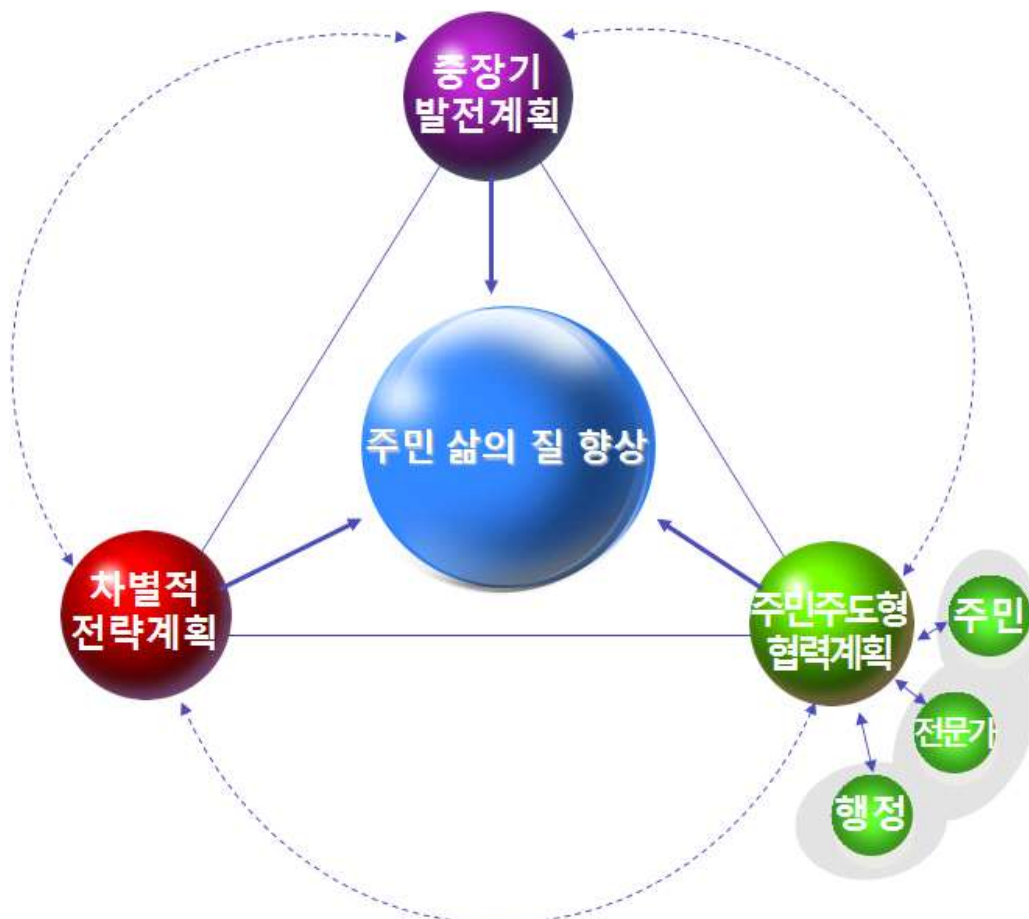 중장기
발전계획
주민 삶의 질 향상
차별적
전략계획
주민주도형
협력계획
주민
전문가
행정